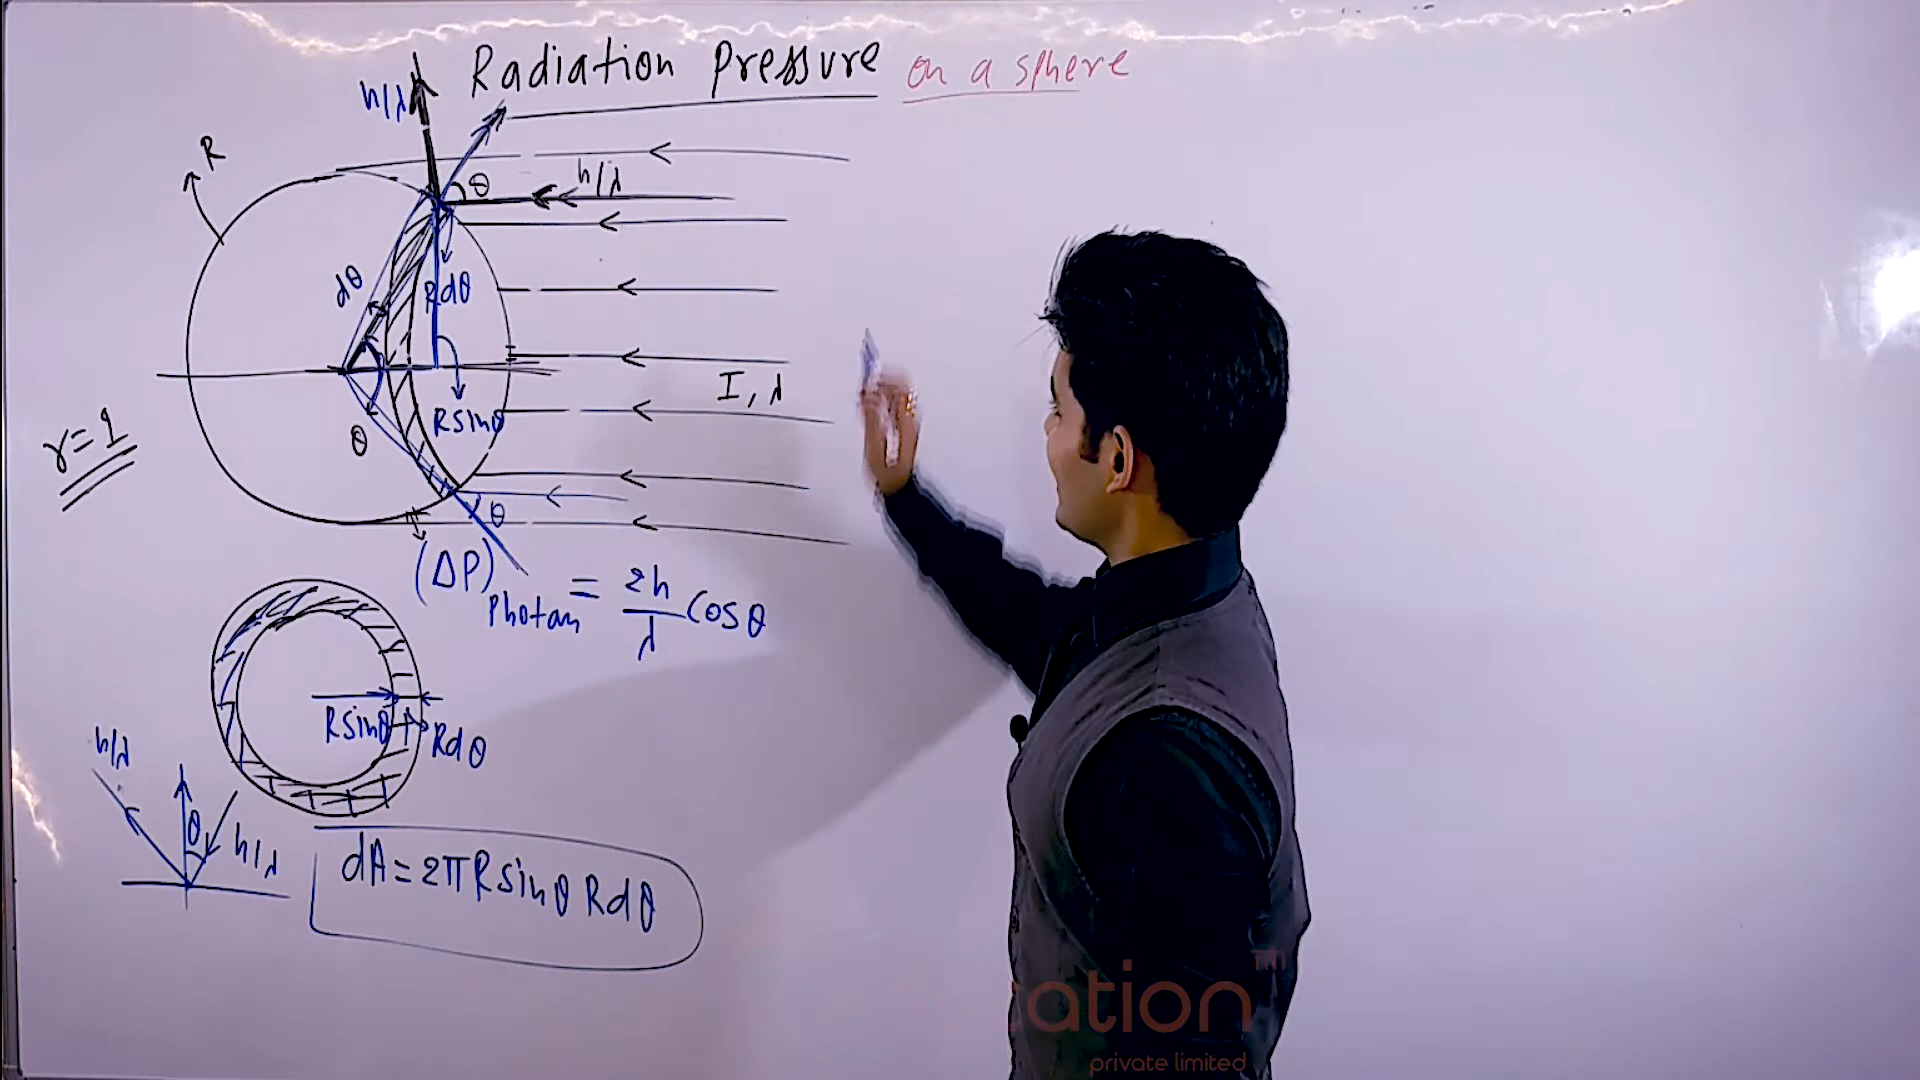 Radiation Pressure on a sphere
h/λ
R
θ
h/λ
dθ
Rdθ
I, λ
Rsinθ
θ
r=1
θ
(ΔP)Photon = 2h/λ Cosθ
Rsinθ
Rdθ
h/λ
θ
h/λ
dA=2πRsinθ Rdθ
cation™
private limited